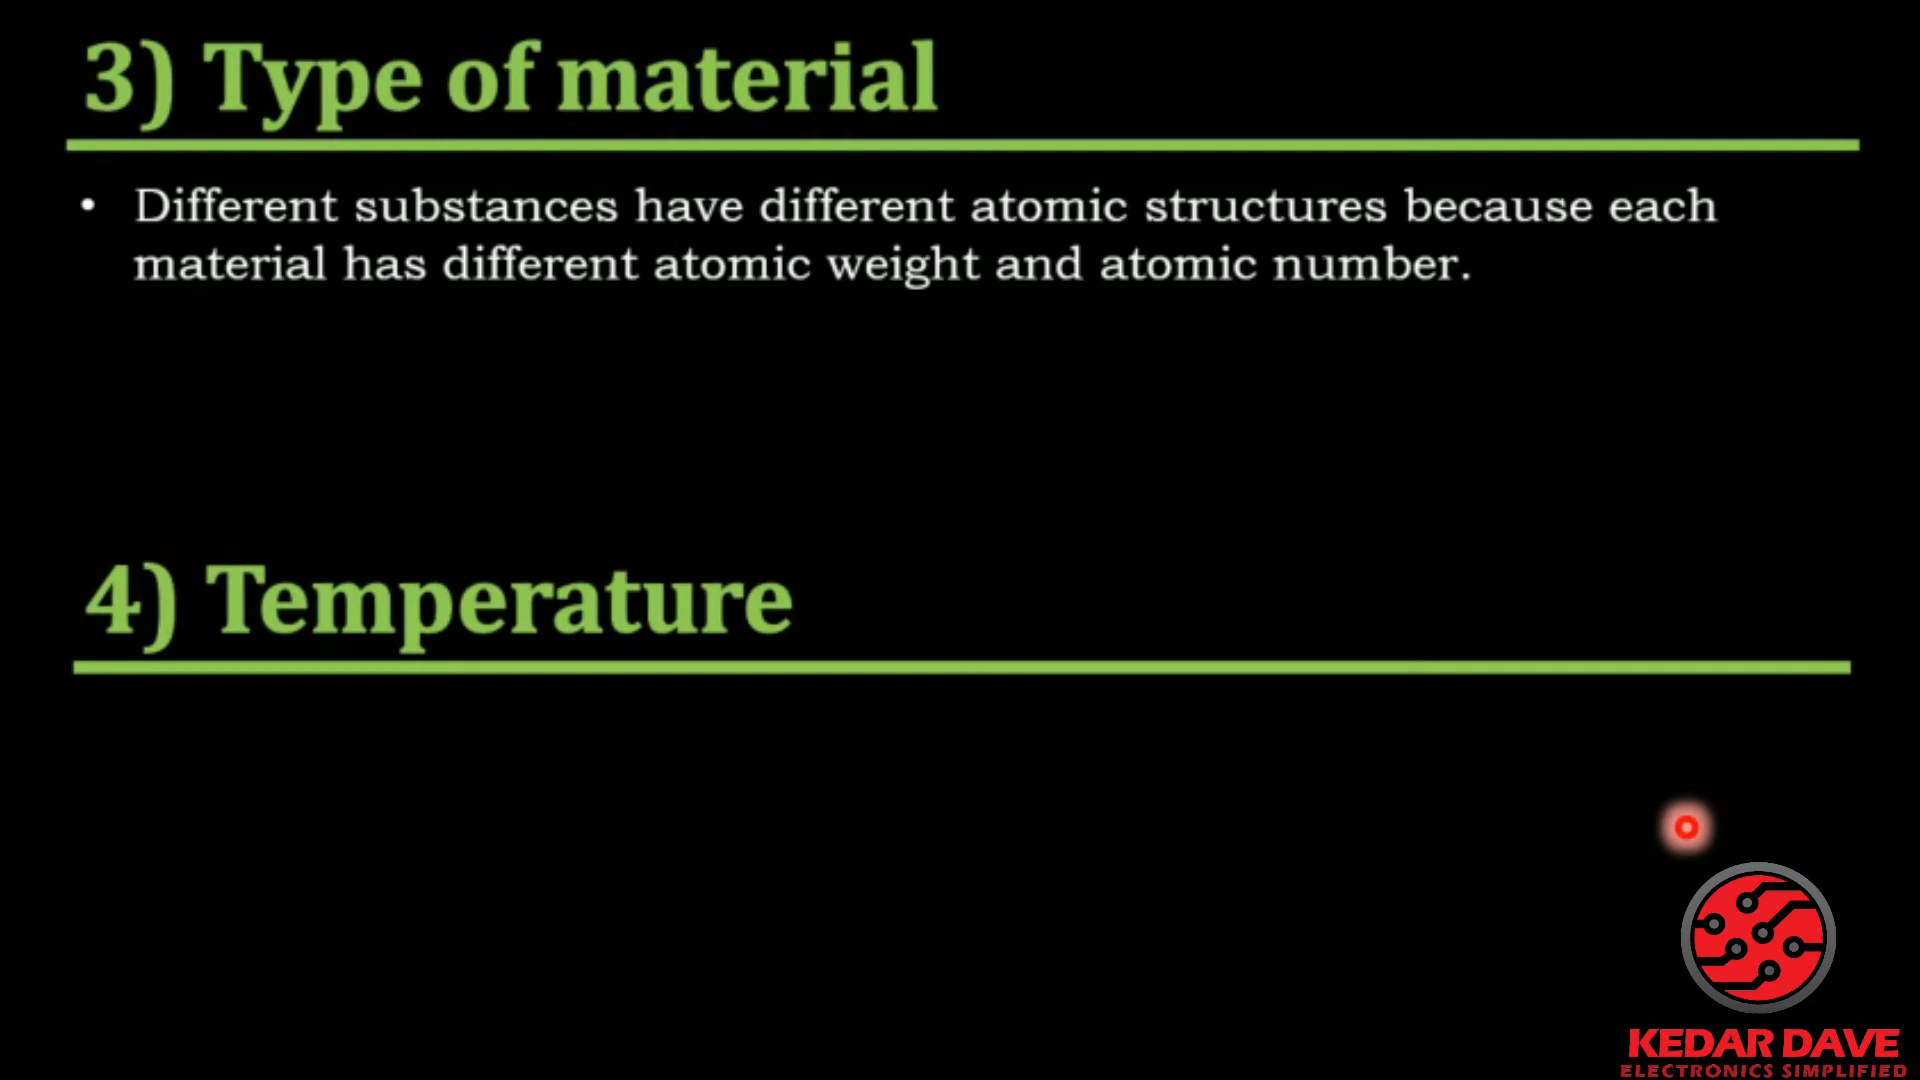 3) Type of material
• Different substances have different atomic structures because each
material has different atomic weight and atomic number.
4) Temperature
KEDAR DAVE
ELECTRONICS SIMPLIFIED